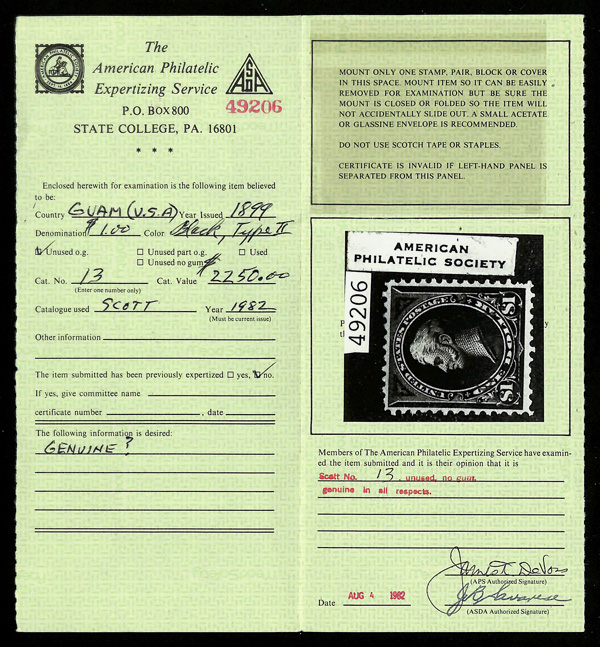 The
American Philatelic
Expertizing Service
49206
P.O. BOX 800
STATE COLLEGE, PA. 16801
* * *
Enclosed herewith for examination is the following item believed
to be:
Country GUAM (U.S.A) Year Issued 1899
Denomination $1.00 Color Black, Type II
Unused o.g. Unused part o.g. Used
Unused no gum
Cat. No. 13 Cat. Value $2250.00
(Enter one number only)
Catalogue used SCOTT Year 1982
(Must be current issue)
Other information
The item submitted has been previously expertized yes, no.
If yes, give committee name
certificate number , date
The following information is desired:
GENUINE?
MOUNT ONLY ONE STAMP, PAIR, BLOCK OR COVER
IN THIS SPACE. MOUNT ITEM SO IT CAN BE EASILY
REMOVED FOR EXAMINATION BUT BE SURE THE
MOUNT IS CLOSED OR FOLDED SO THE ITEM WILL
NOT ACCIDENTALLY SLIDE OUT. A SMALL ACETATE
OR GLASSINE ENVELOPE IS RECOMMENDED.
DO NOT USE SCOTCH TAPE OR STAPLES.
CERTIFICATE IS INVALID IF LEFT-HAND PANEL IS
SEPARATED FROM THIS PANEL.
AMERICAN
PHILATELIC SOCIETY
49206
UNITED STATES POSTAGE
$1 ONE DOLLAR $1
Members of The American Philatelic Expertizing Service have examin-
ed the item submitted and it is their opinion that it is
Scott No. 13, unused, no gum,
genuine in all respects.
James T. DeVoss
(APS Authorized Signature)
Date AUG 4 1982
J B Savarese
(ASDA Authorized Signature)